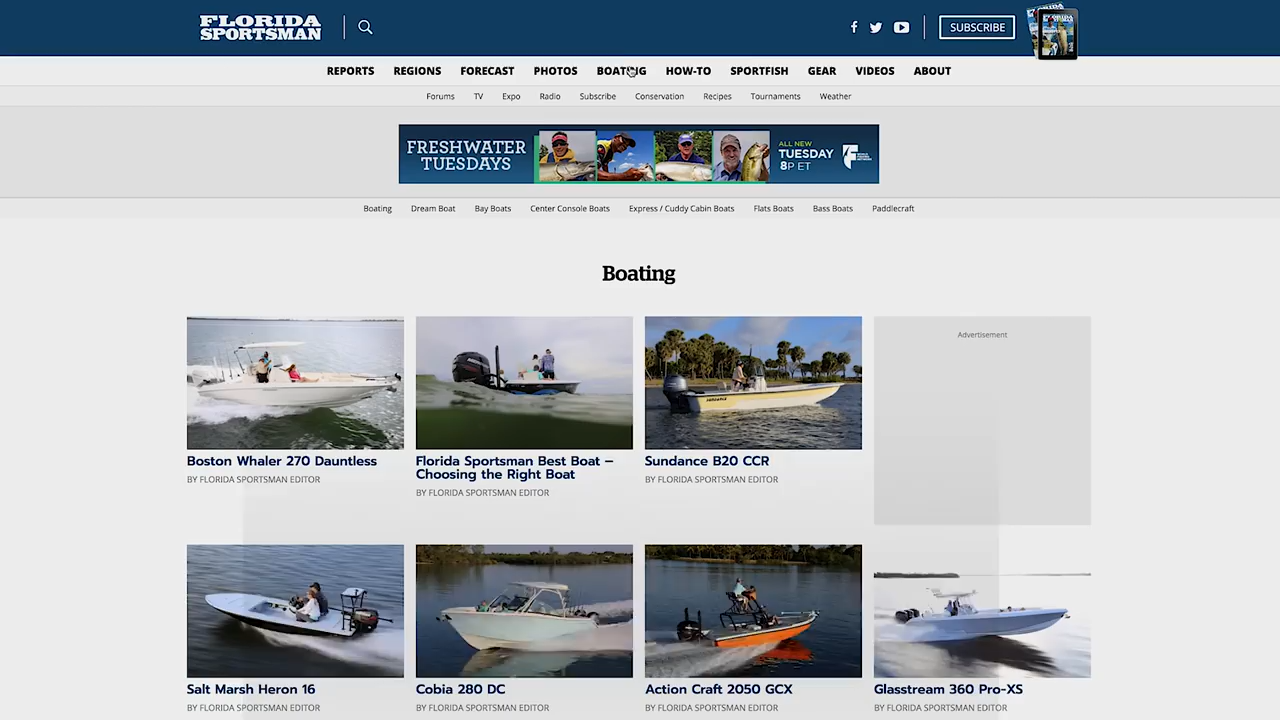 FLORIDA
SPORTSMAN
SUBSCRIBE
REPORTS REGIONS FORECAST PHOTOS BOATING HOW-TO SPORTFISH GEAR VIDEOS ABOUT
Forums TV Expo Radio Subscribe Conservation Recipes Tournaments Weather
FRESHWATER
TUESDAYS
ALL NEW
TUESDAY
8P ET
Boating Dream Boat Bay Boats Center Console Boats Express / Cuddy Cabin Boats Flats Boats Bass Boats Paddlecraft
Boating
Advertisement
Boston Whaler 270 Dauntless
BY FLORIDA SPORTSMAN EDITOR
Florida Sportsman Best Boat –
Choosing the Right Boat
BY FLORIDA SPORTSMAN EDITOR
Sundance B20 CCR
BY FLORIDA SPORTSMAN EDITOR
Salt Marsh Heron 16
BY FLORIDA SPORTSMAN EDITOR
Cobia 280 DC
BY FLORIDA SPORTSMAN EDITOR
Action Craft 2050 GCX
BY FLORIDA SPORTSMAN EDITOR
Glasstream 360 Pro-XS
BY FLORIDA SPORTSMAN EDITOR